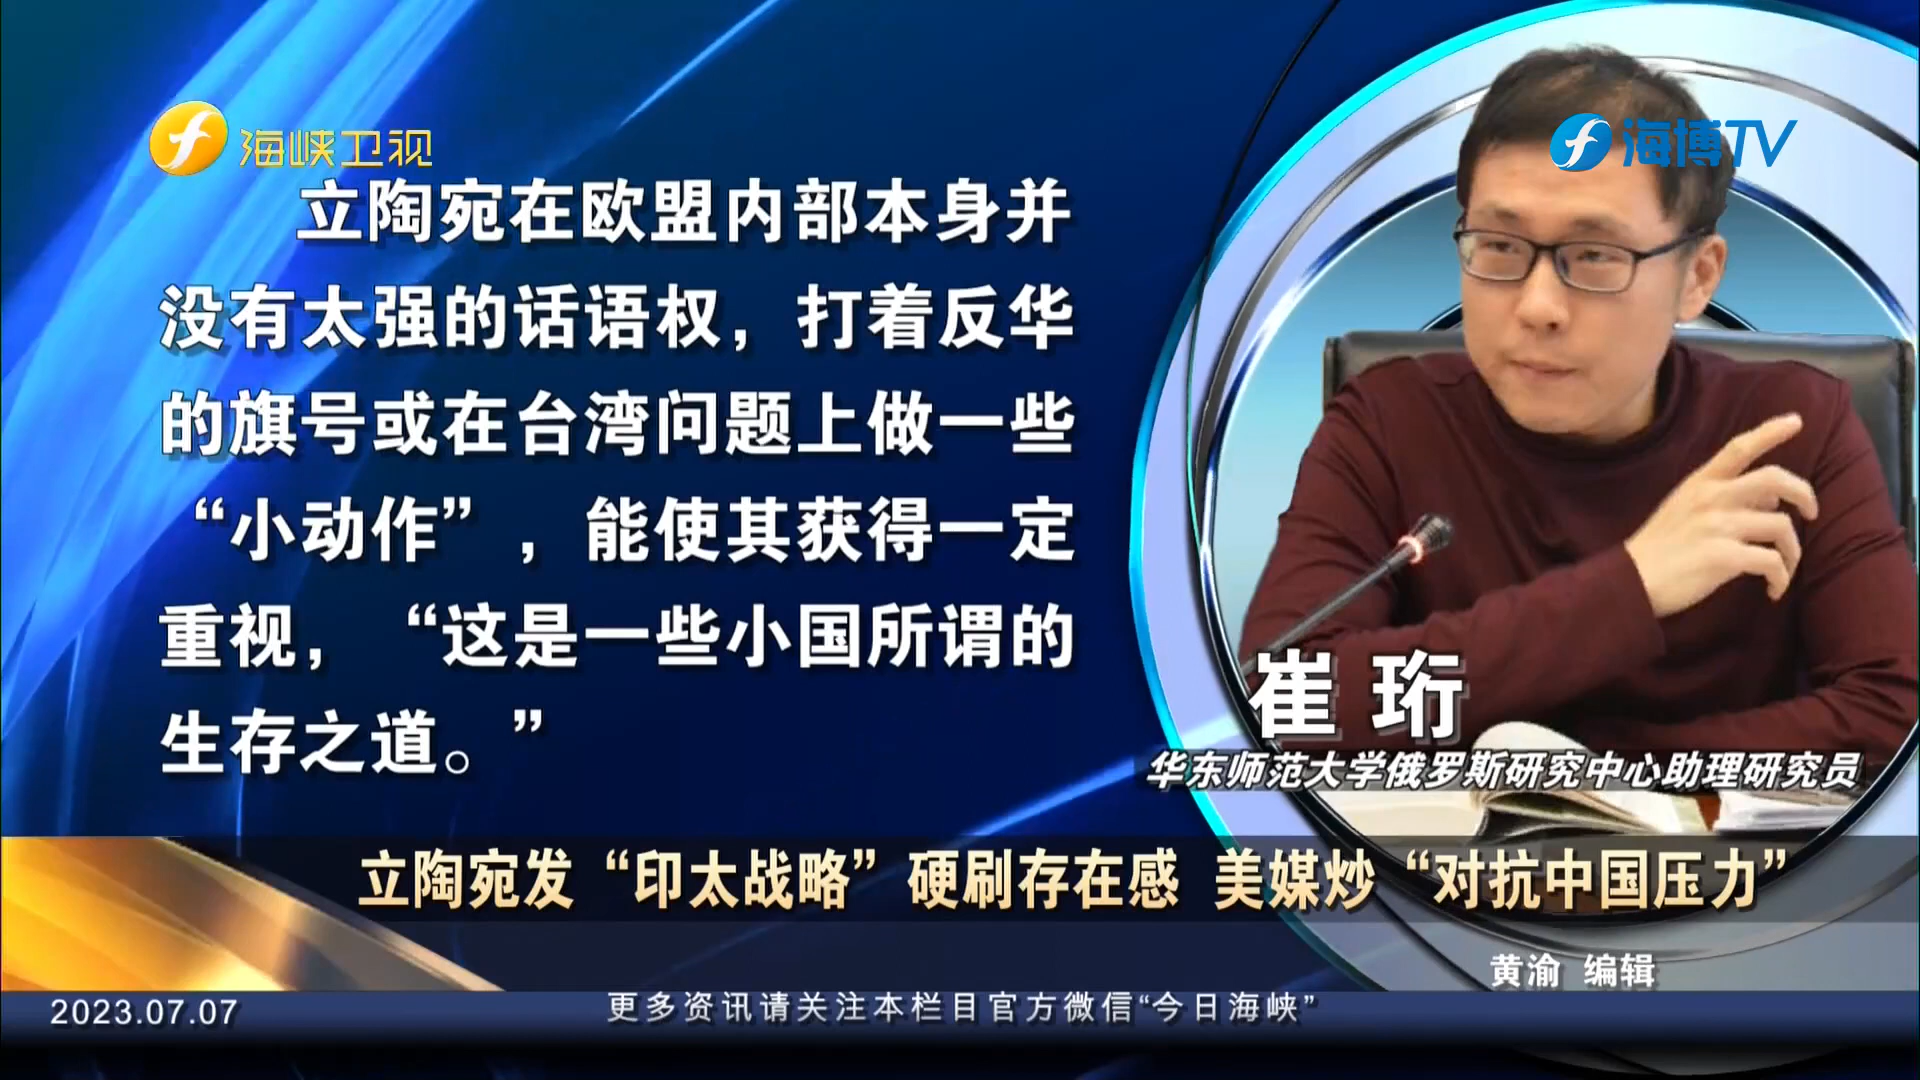 海峡卫视
海博TV
立陶宛在欧盟内部本身并
没有太强的话语权，打着反华
的旗号或在台湾问题上做一些
“小动作”，能使其获得一定
重视，“这是一些小国所谓的
生存之道。”
崔珩
华东师范大学俄罗斯研究中心助理研究员
立陶宛发“印太战略”硬刷存在感 美媒炒“对抗中国压力”
黄渝 编辑
2023.07.07
更多资讯请关注本栏目官方微信“今日海峡”